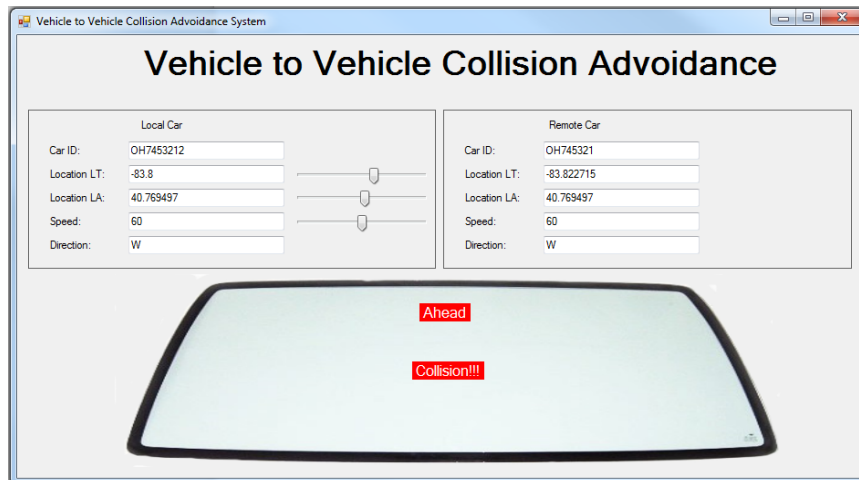 Vehicle to Vehicle Collision Advoidance System
Vehicle to Vehicle Collision Advoidance
Local Car
Car ID: OH7453212
Location LT: -83.8
Location LA: 40.769497
Speed: 60
Direction: W
Remote Car
Car ID: OH745321
Location LT: -83.822715
Location LA: 40.769497
Speed: 60
Direction: W
Ahead
Collision!!!